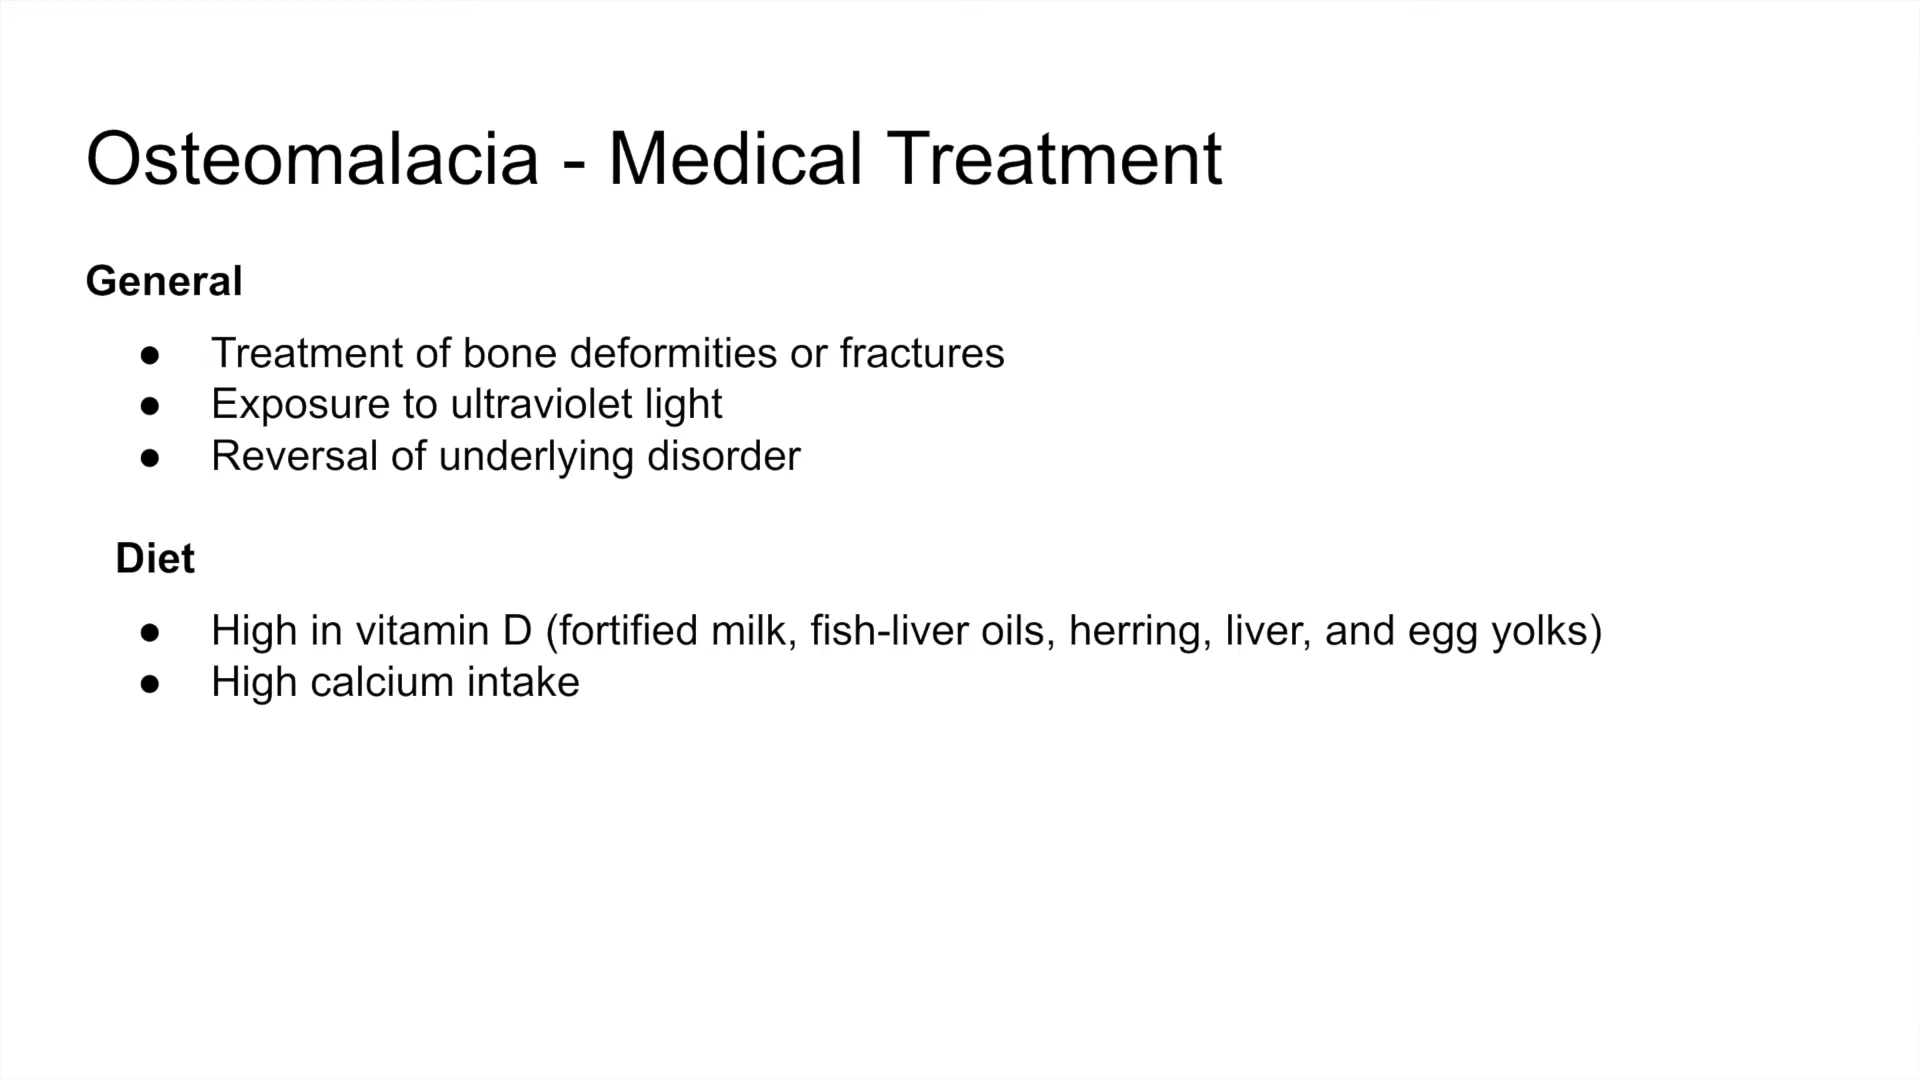 Osteomalacia - Medical Treatment
General
● Treatment of bone deformities or fractures
● Exposure to ultraviolet light
● Reversal of underlying disorder
Diet
● High in vitamin D (fortified milk, fish-liver oils, herring, liver, and egg yolks)
● High calcium intake